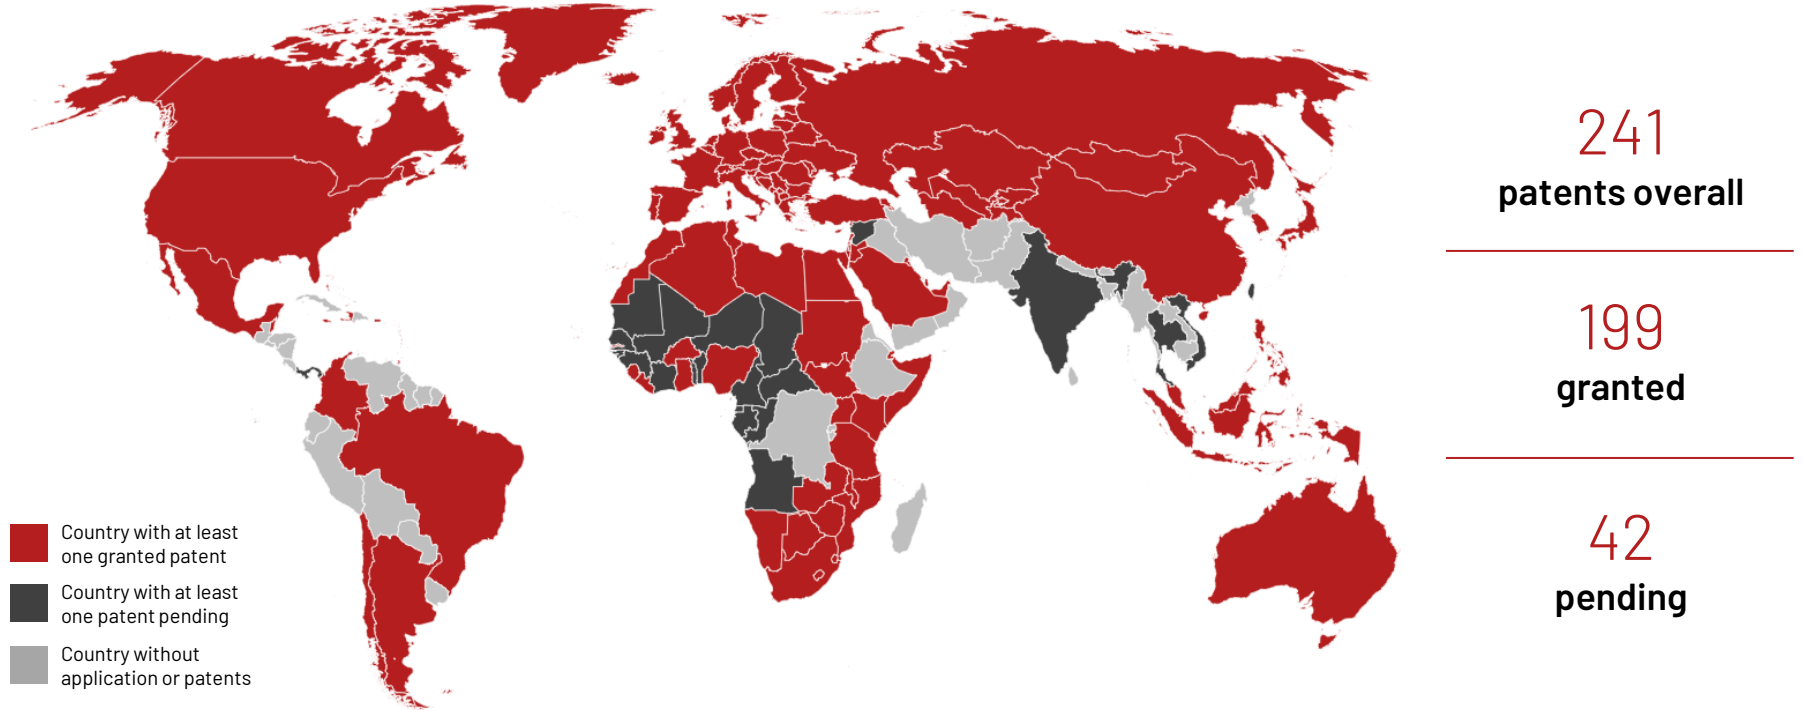 241
patents overall
199
granted
42
pending
Country with at least
one granted patent
Country with at least
one patent pending
Country without
application or patents